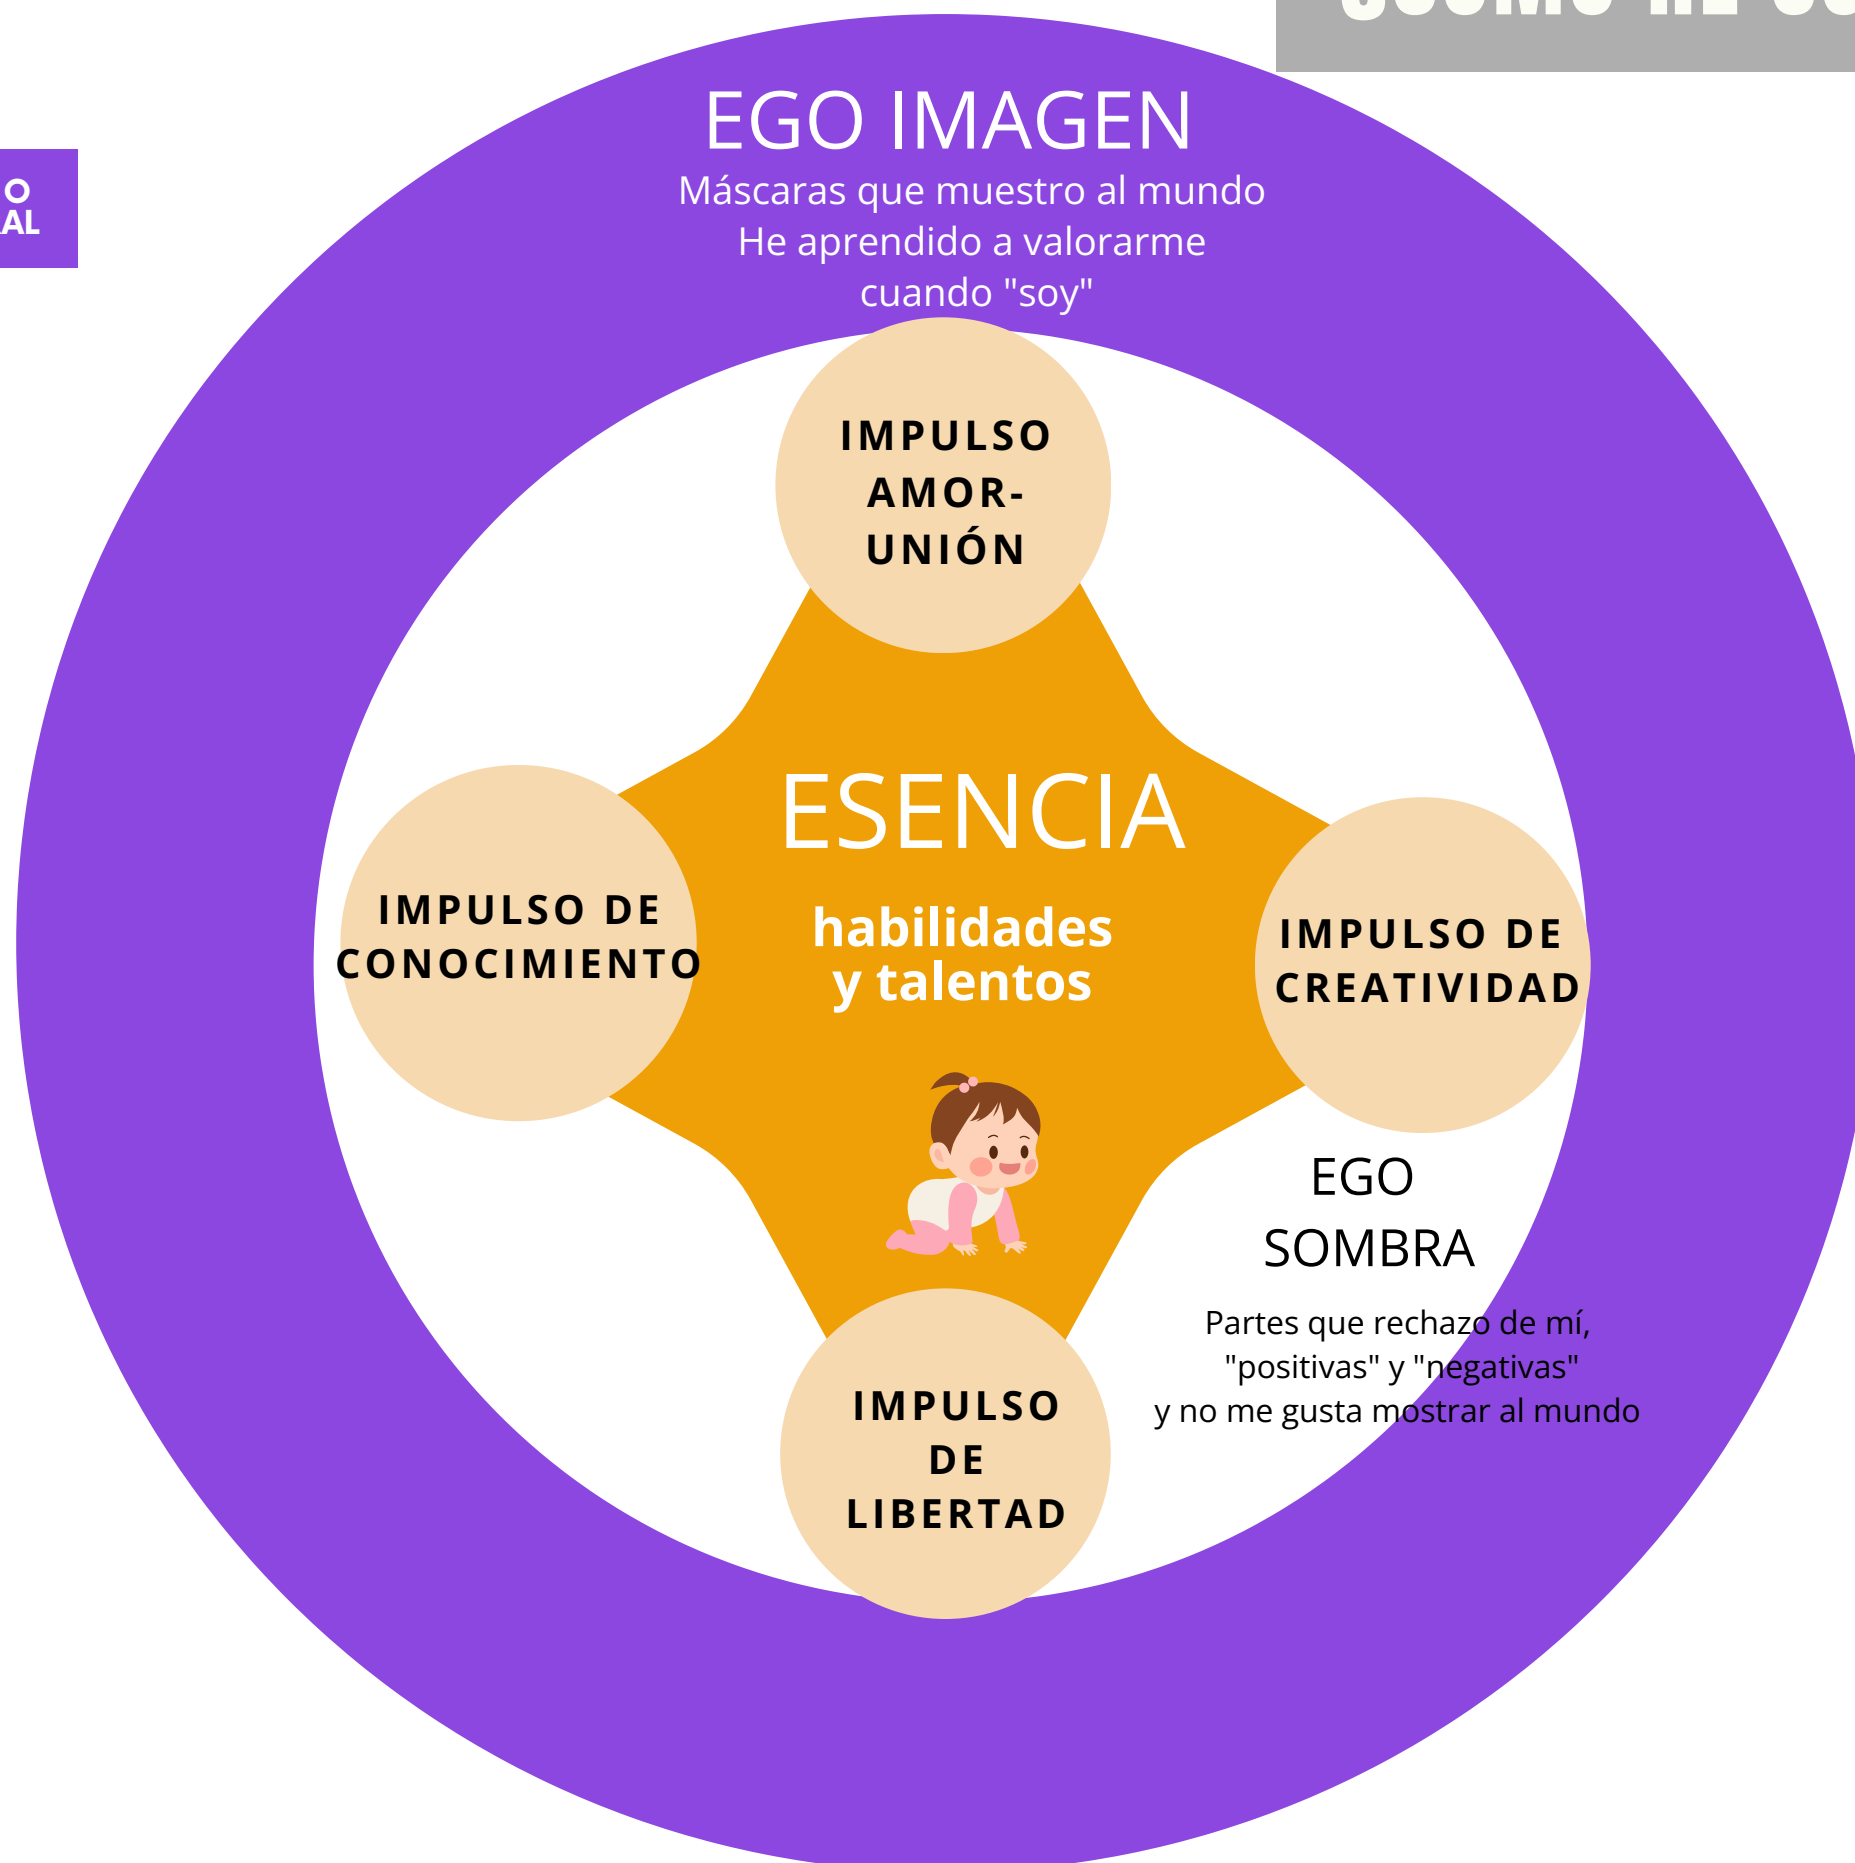 EGO IMAGEN
Máscaras que muestro al mundo
He aprendido a valorarme
cuando "soy"
IMPULSO
AMOR-
UNIÓN
ESENCIA
habilidades
y talentos
IMPULSO DE
CONOCIMIENTO
IMPULSO DE
CREATIVIDAD
EGO
SOMBRA
Partes que rechazo de mí,
"positivas" y "negativas"
y no me gusta mostrar al mundo
IMPULSO
DE
LIBERTAD